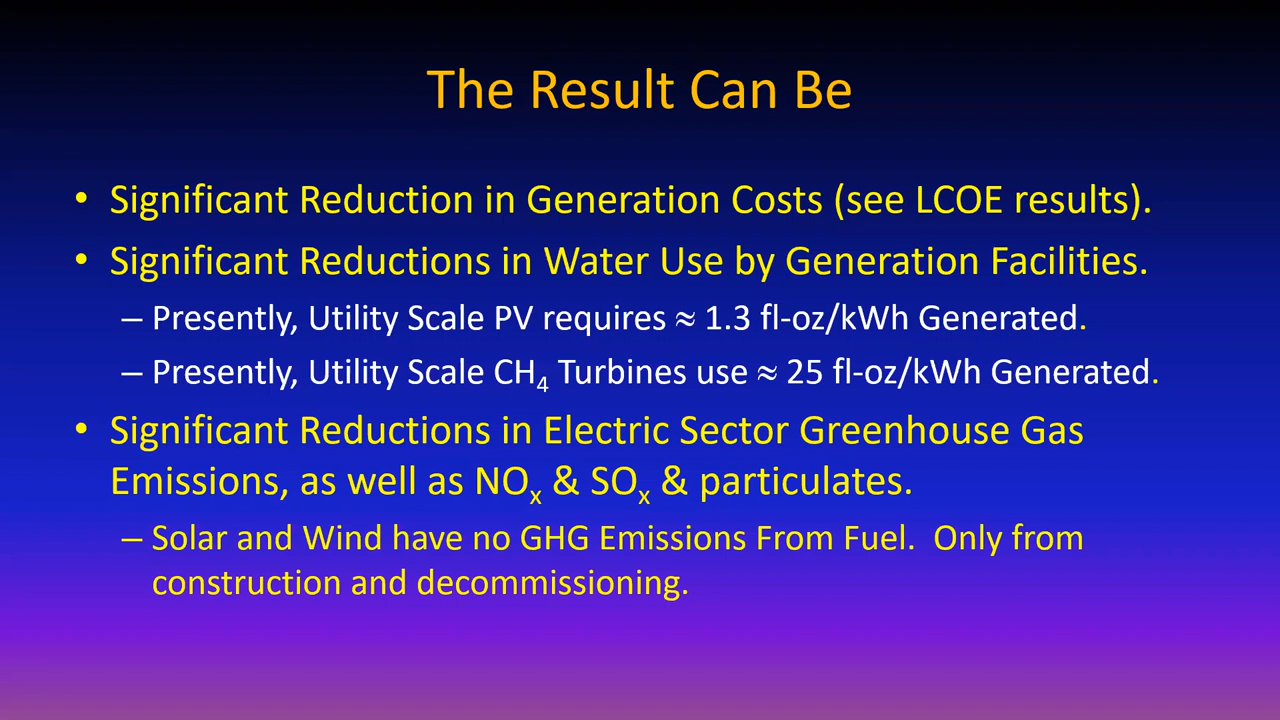 The Result Can Be
• Significant Reduction in Generation Costs (see LCOE results).
• Significant Reductions in Water Use by Generation Facilities.
– Presently, Utility Scale PV requires ≈ 1.3 fl-oz/kWh Generated.
– Presently, Utility Scale CH₄ Turbines use ≈ 25 fl-oz/kWh Generated.
• Significant Reductions in Electric Sector Greenhouse Gas
Emissions, as well as NOₓ & SOₓ & particulates.
– Solar and Wind have no GHG Emissions From Fuel.  Only from
construction and decommissioning.